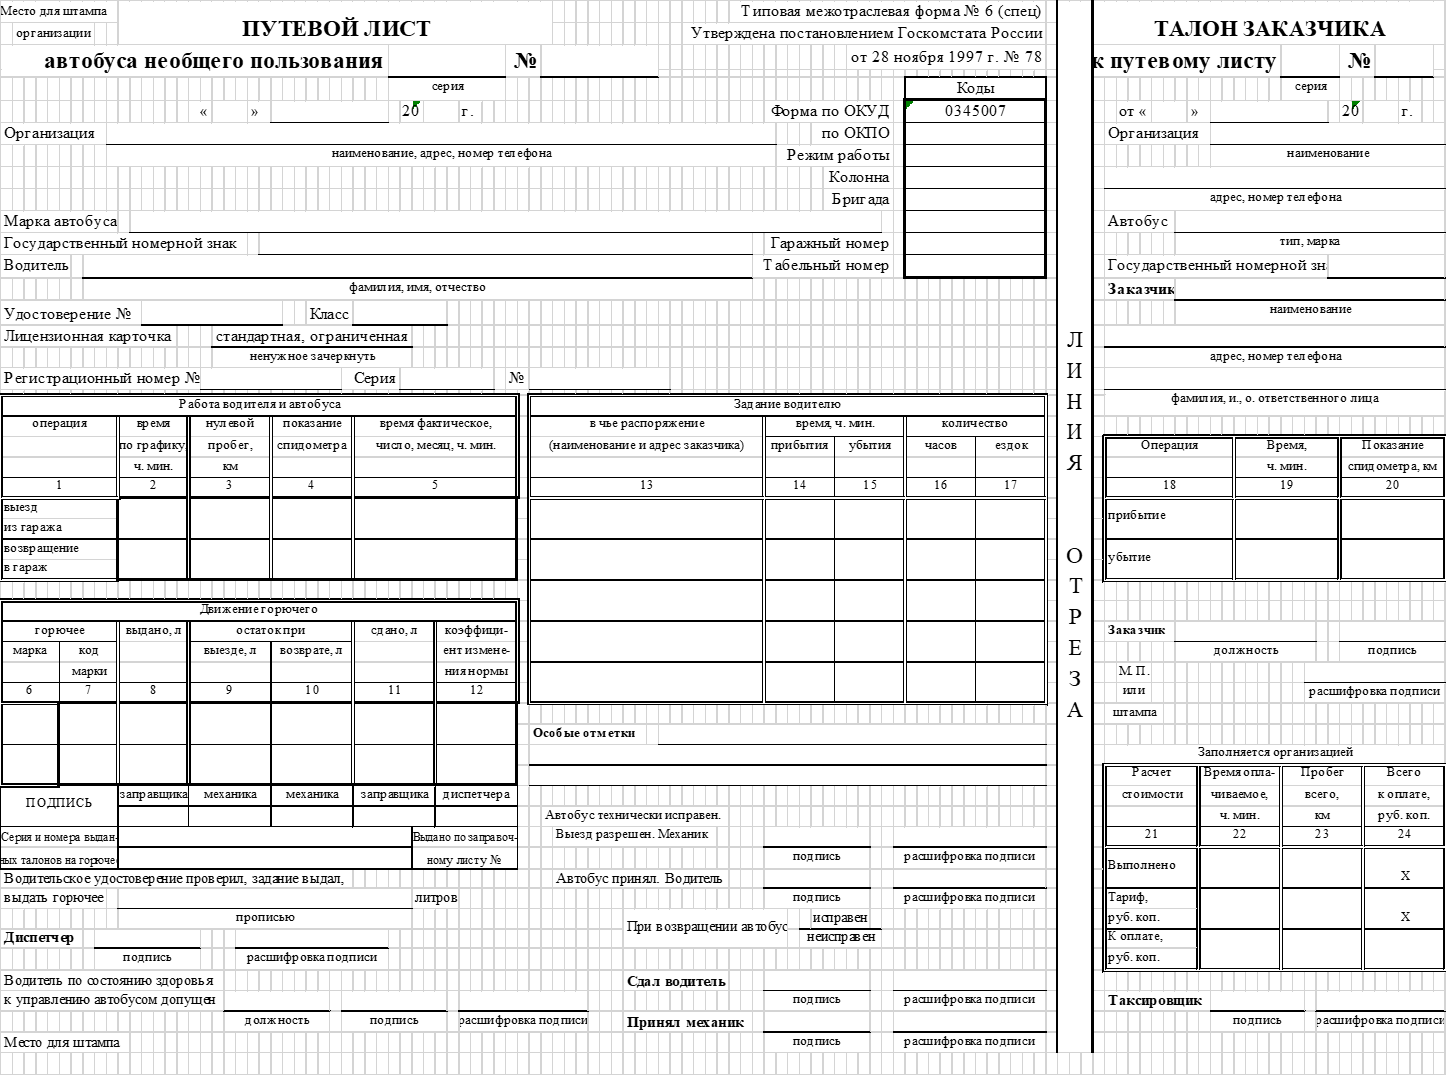 Место для штампа
организации
ПУТЕВОЙ ЛИСТ
автобуса необщего пользования №
серия
« » 20 г.
Типовая межотраслевая форма № 6 (спец)
Утверждена постановлением Госкомстата России
от 28 ноября 1997 г. № 78
Коды
Форма по ОКУД 0345007
Организация по ОКПО
наименование, адрес, номер телефона
Режим работы
Колонна
Бригада
Марка автобуса
Государственный номерной знак Гаражный номер
Водитель Табельный номер
фамилия, имя, отчество
Удостоверение № Класс
Лицензионная карточка стандартная, ограниченная
ненужное зачеркнуть
Регистрационный номер № Серия №
Работа водителя и автобуса
операция время нулевой показание время фактическое,
по графику, пробег, спидометра число, месяц, ч. мин.
ч. мин. км
1 2 3 4 5
выезд
из гаража
возвращение
в гараж
Задание водителю
в чье распоряжение время, ч. мин. количество
(наименование и адрес заказчика) прибытия убытия часов ездок
13 14 15 16 17
Движение горючего
горючее выдано, л остаток при сдано, л коэффици-
марка код выезде, л возврате, л ент измене-
марки ния нормы
6 7 8 9 10 11 12
ПОДПИСЬ заправщика механика механика заправщика диспетчера
Серия и номера выдан- Выдано по заправоч-
ных талонов на горючее ному листу №
Водительское удостоверение проверил, задание выдал,
выдать горючее литров
прописью
Диспетчер
подпись расшифровка подписи
Водитель по состоянию здоровья
к управлению автобусом допущен
должность подпись расшифровка подписи
Место для штампа
Особые отметки
Автобус технически исправен.
Выезд разрешен. Механик
подпись расшифровка подписи
Автобус принял. Водитель
подпись расшифровка подписи
При возвращении автобус исправен
неисправен
Сдал водитель
подпись расшифровка подписи
Принял механик
подпись расшифровка подписи
ЛИНИЯ ОТРЕЗА
ТАЛОН ЗАКАЗЧИКА
к путевому листу №
серия
от « » 20 г.
Организация
наименование
адрес, номер телефона
Автобус
тип, марка
Государственный номерной зн
Заказчик
наименование
адрес, номер телефона
фамилия, и., о. ответственного лица
Операция Время, Показание
ч. мин. спидометра, км
18 19 20
прибытие
убытие
Заказчик
должность подпись
М.П.
или расшифровка подписи
штампа
Заполняется организацией
Расчет Время опла- Пробег Всего
стоимости чиваемое, всего, к оплате,
ч. мин. км руб. коп.
21 22 23 24
Выполнено X
Тариф,
руб. коп. X
К оплате,
руб. коп.
Таксировщик
подпись расшифровка подписи